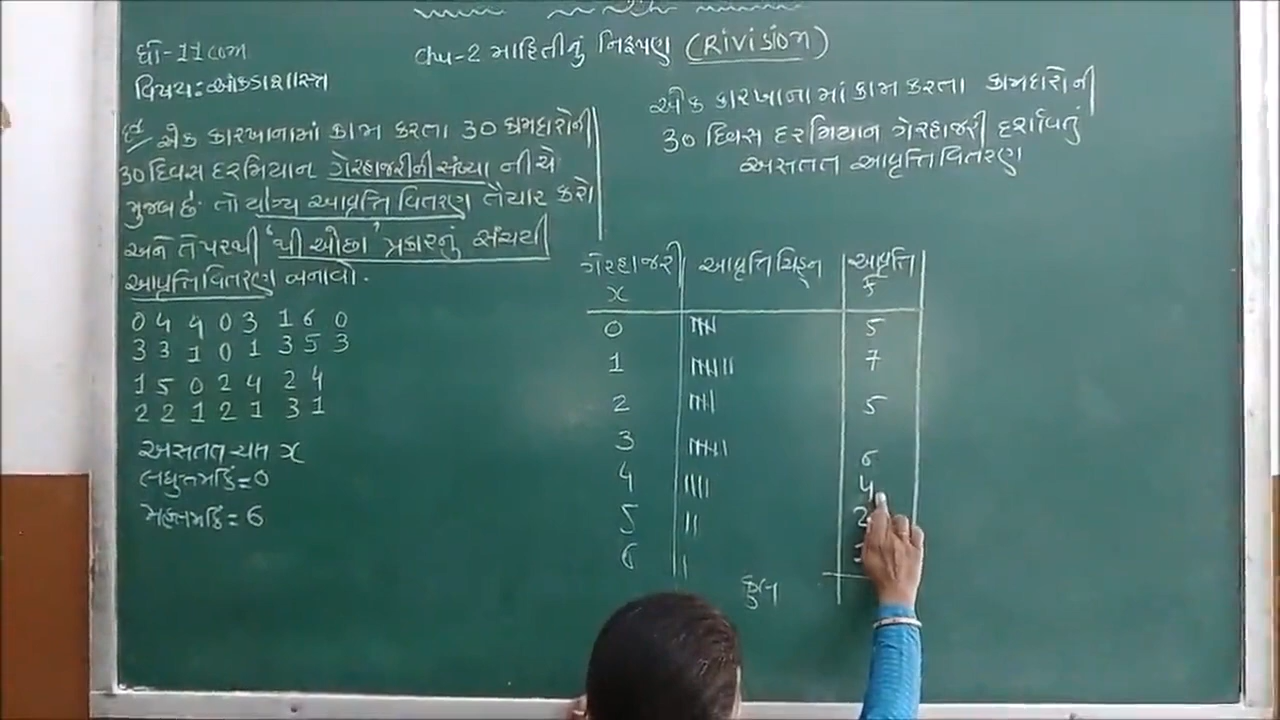 ધો-11 com
Chp-2 માહિતીનું નિરૂપણ (RiVISION)
વિષય: આંકડાશાસ્ત્ર
એક કારખાનામાં કામ કરતા 30 કામદારોની
30 દિવસ દરમિયાન ગેરહાજરીની સંખ્યા નીચે
મુજબ છે. તો યોગ્ય આવૃત્તિ વિતરણ તૈયાર કરો
અને તે પરથી 'થી ઓછા' પ્રકારનું સંચયી
આવૃત્તિ વિતરણ બનાવો.
0 4 4 0 3 1 6 0
3 3 1 0 1 3 5 3
1 5 0 2 4 2 4
2 2 1 2 1 3 1
અસતત ચલ x
લઘુત્તમ કિં = 0
મહત્તમ કિં = 6
એક કારખાનામાં કામ કરતા કામદારોની
30 દિવસ દરમિયાન ગેરહાજરી દર્શાવતું
અસતત આવૃત્તિ વિતરણ
ગેરહાજરી આવૃત્તિ ચિહ્ન આવૃત્તિ
x f
0 5
1 7
2 5
3 6
4 4
5 2
6
કુલ